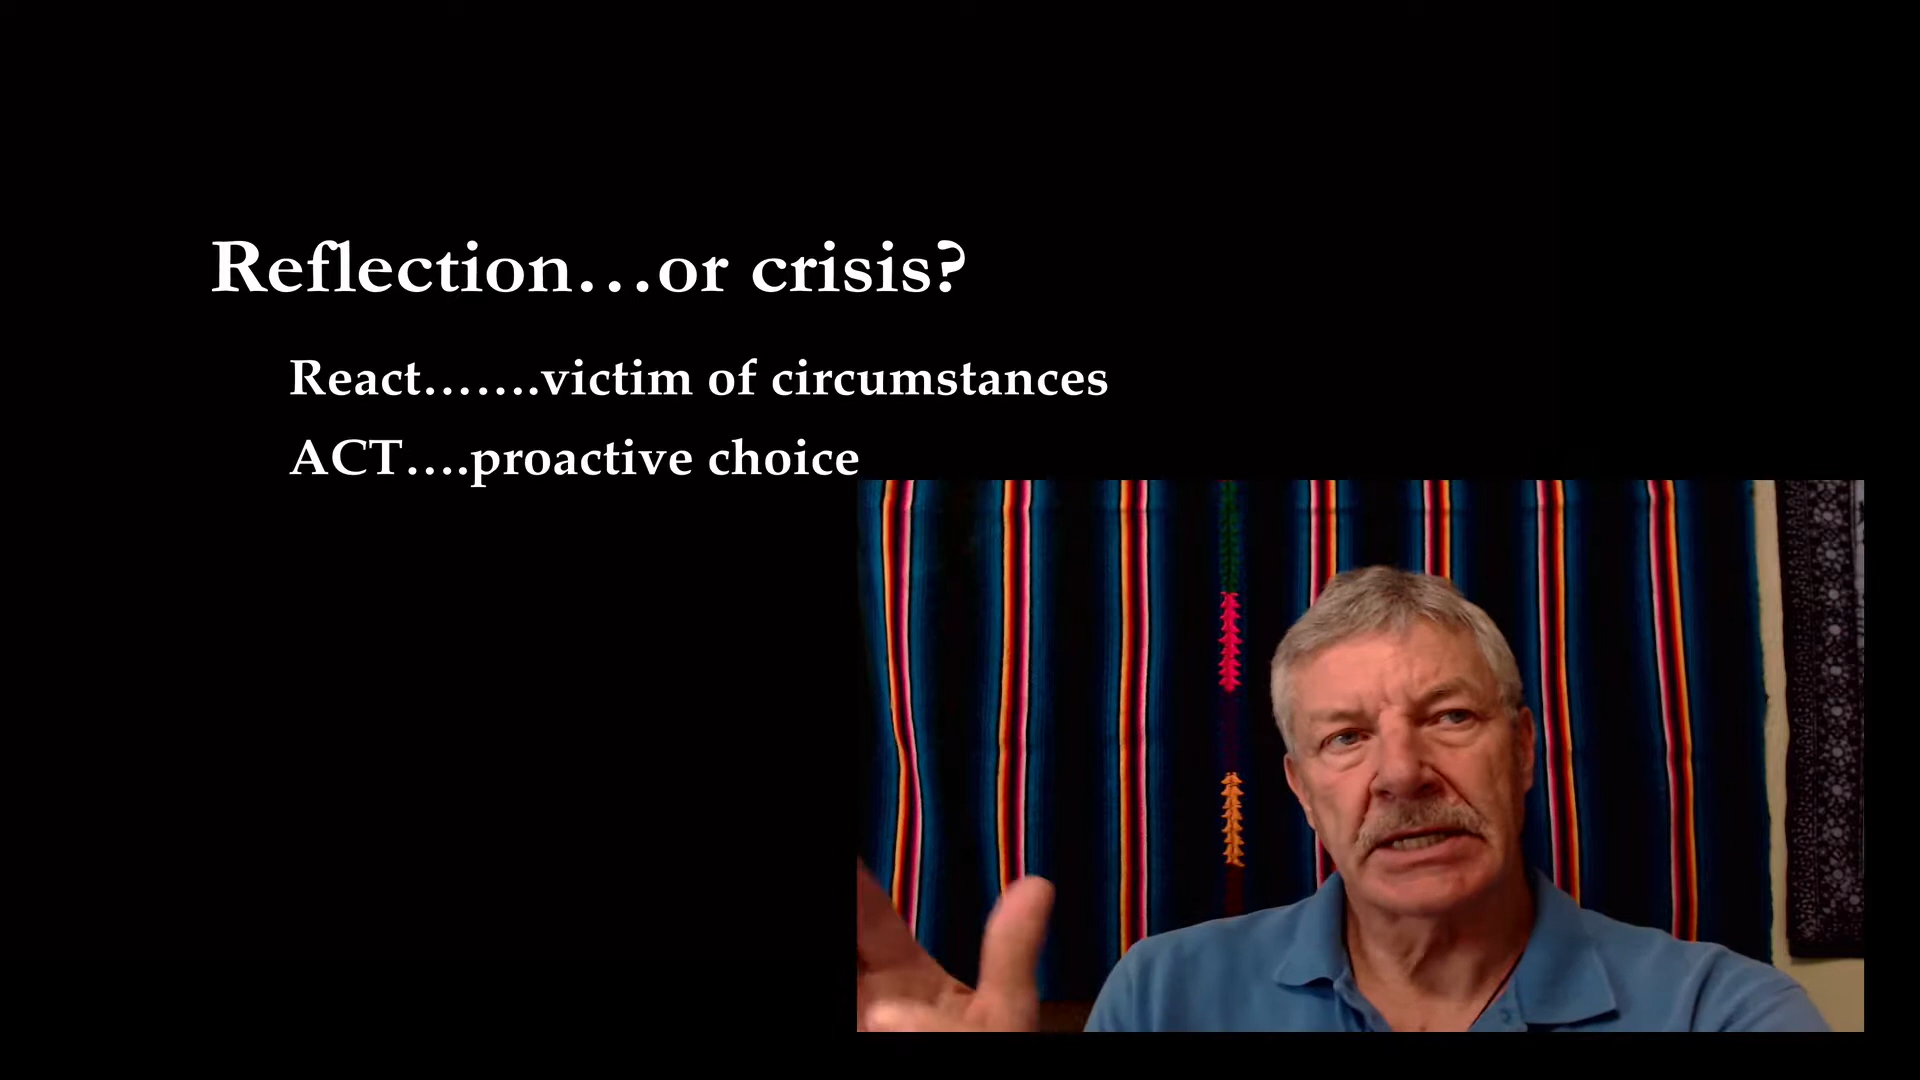 Reflection…or crisis?
React…….victim of circumstances
ACT….proactive choice